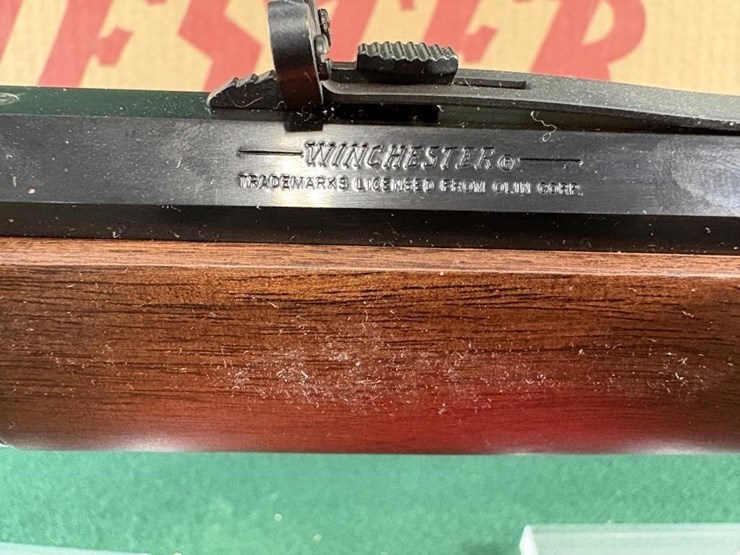 WINCHESTER®
TRADEMARKS LICENSED FROM OLIN CORP.